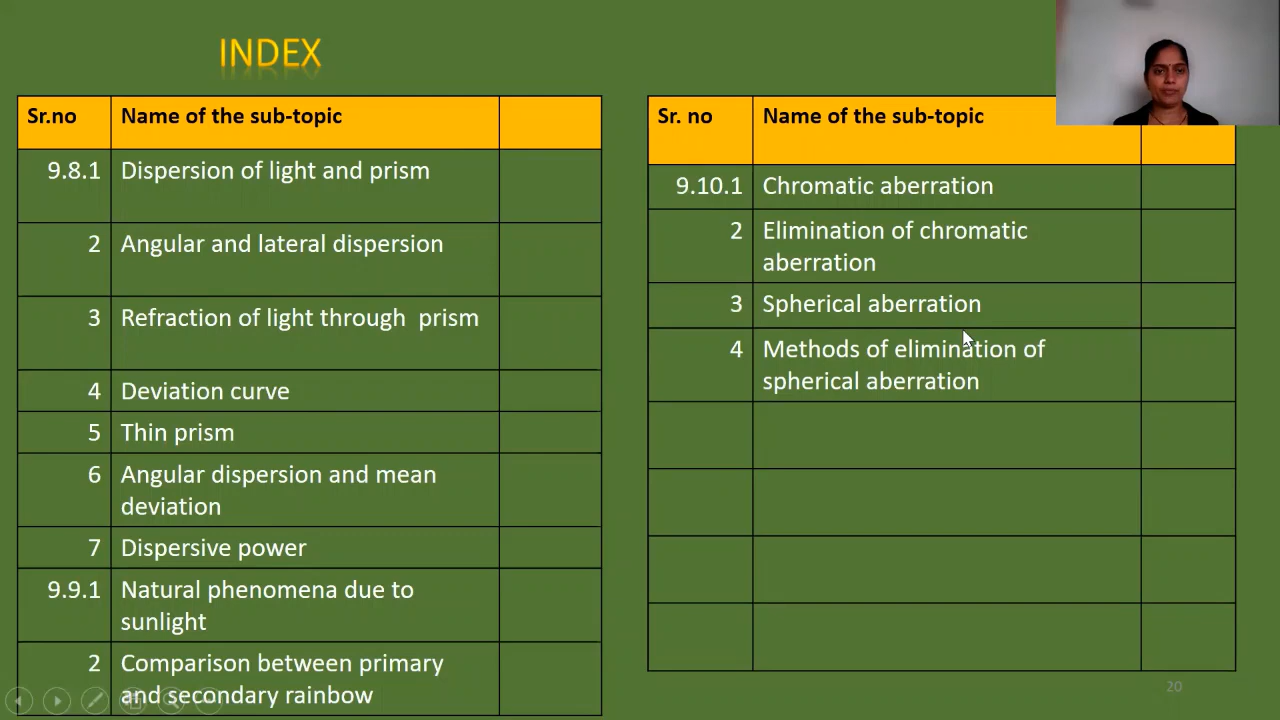 INDEX
Sr.no Name of the sub-topic
9.8.1 Dispersion of light and prism
2 Angular and lateral dispersion
3 Refraction of light through prism
4 Deviation curve
5 Thin prism
6 Angular dispersion and mean
deviation
7 Dispersive power
9.9.1 Natural phenomena due to
sunlight
2 Comparison between primary
and secondary rainbow
Sr. no Name of the sub-topic
9.10.1 Chromatic aberration
2 Elimination of chromatic
aberration
3 Spherical aberration
4 Methods of elimination of
spherical aberration
20